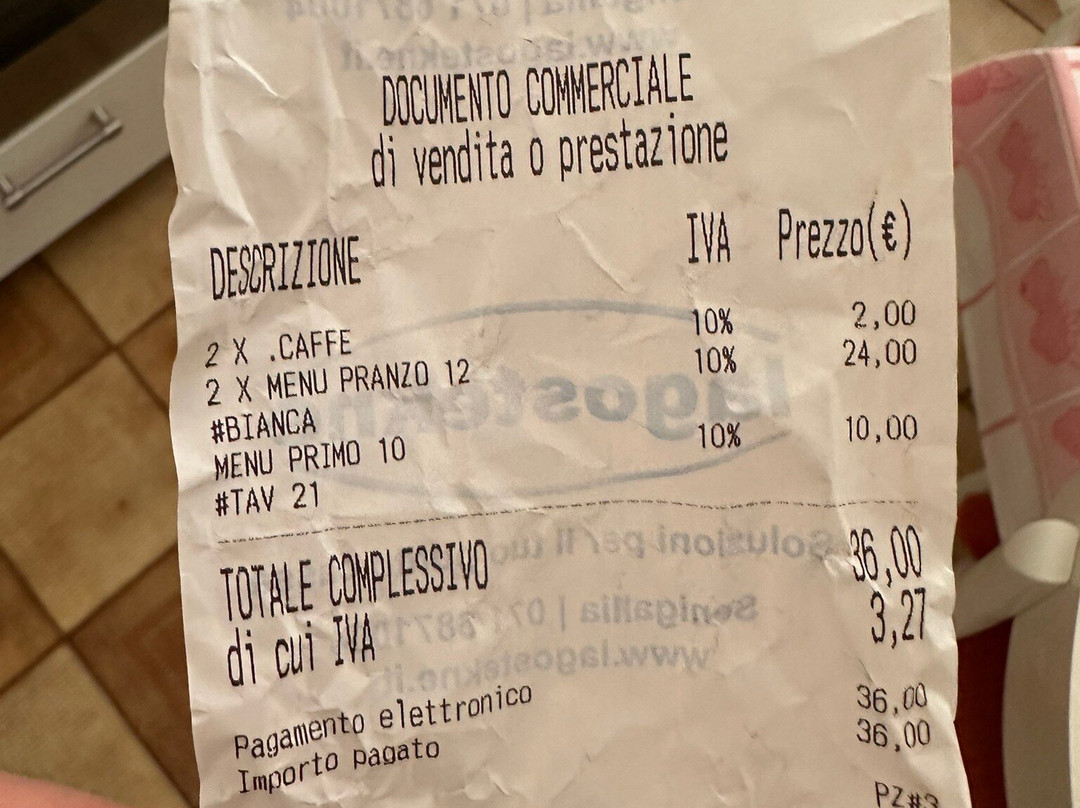 DOCUMENTO COMMERCIALE
di vendita o prestazione
DESCRIZIONE IVA Prezzo(€)
2 X .CAFFE 10% 2,00
2 X MENU PRANZO 12 10% 24,00
#BIANCA
MENU PRIMO 10 10% 10,00
#TAV 21
TOTALE COMPLESSIVO 36,00
di cui IVA 3,27
Pagamento elettronico 36,00
Importo pagato 36,00